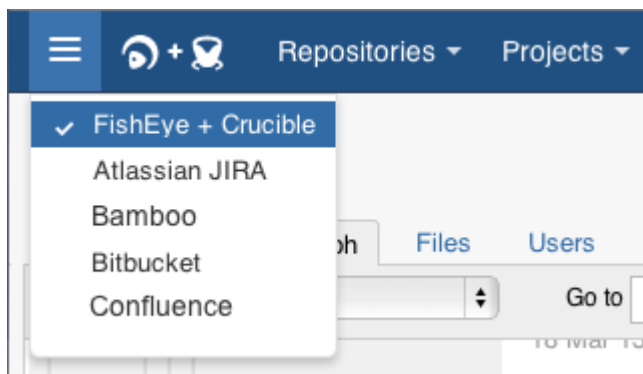 Repositories Projects
FishEye + Crucible
Atlassian JIRA
Bamboo
Bitbucket
Confluence
Files Users
Go to